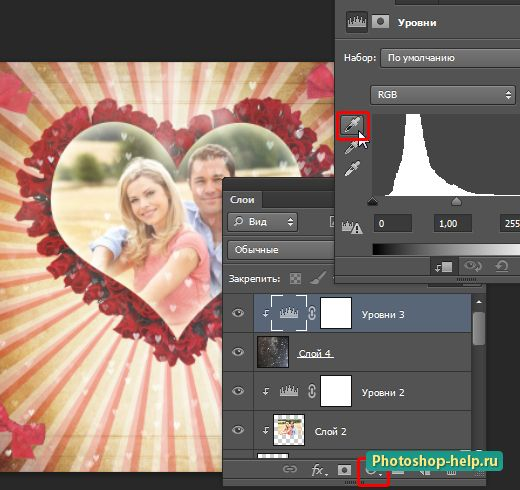 Уровни
Набор: По умолчанию
RGB
0 1,00 255
Слои
Вид
Обычные
Закрепить:
Уровни 3
Слой 4
Уровни 2
Слой 2
fx
Photoshop-help.ru